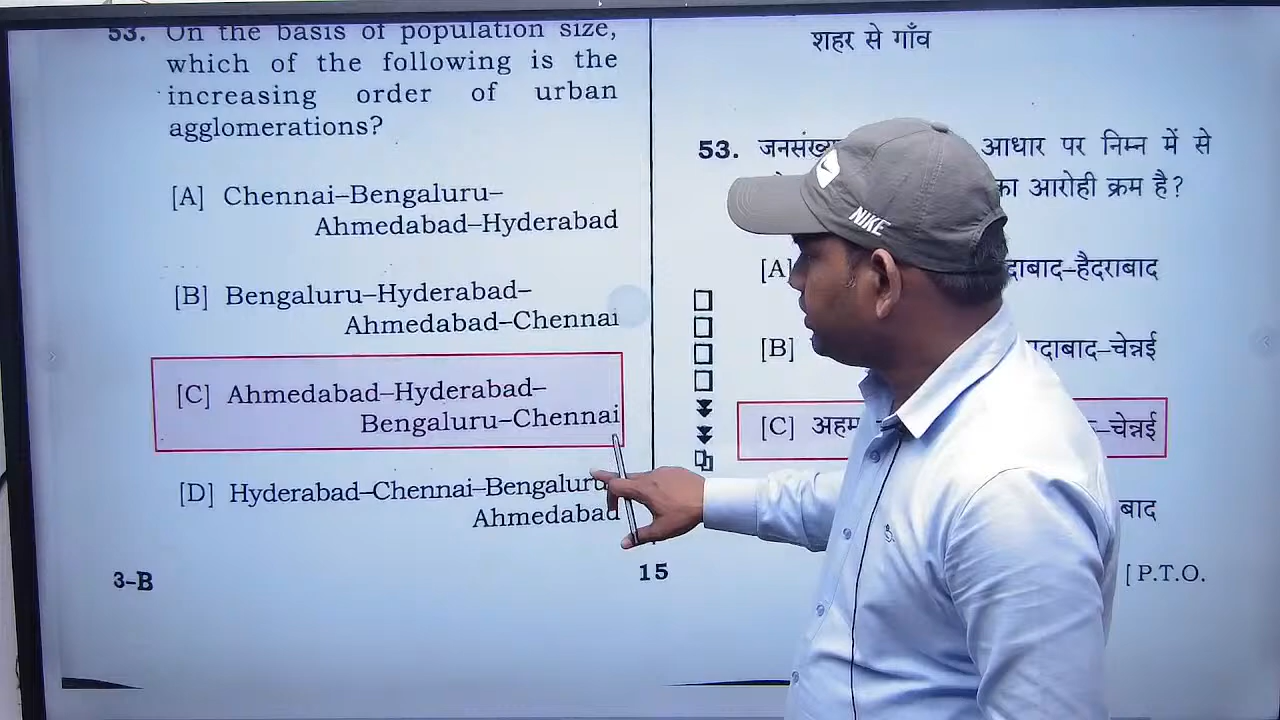 53. On the basis of population size,
which of the following is the
increasing order of urban
agglomerations?
[A] Chennai–Bengaluru–
Ahmedabad–Hyderabad
[B] Bengaluru–Hyderabad–
Ahmedabad–Chennai
[C] Ahmedabad–Hyderabad–
Bengaluru–Chennai
[D] Hyderabad–Chennai–Bengaluru
Ahmedabad
3–B
15
शहर से गाँव
53. आधार पर निम्न में से
का आरोही क्रम है?
[A] –हैदराबाद
[B] –चेन्नई
[C] –चेन्नई
[P.T.O.
NIKE